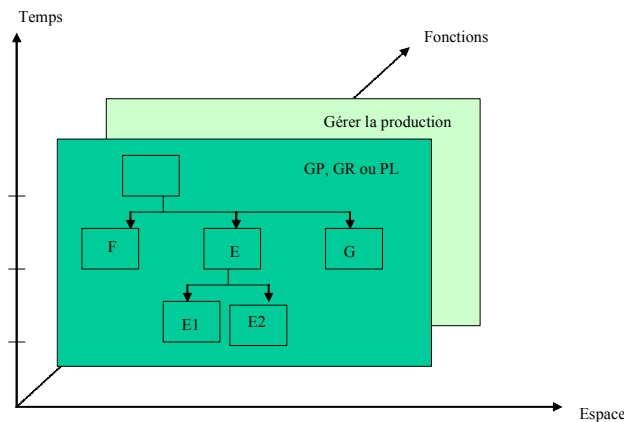 Temps
Fonctions
Gérer la production
GP, GR ou PL
F
E
G
E1
E2
Espace